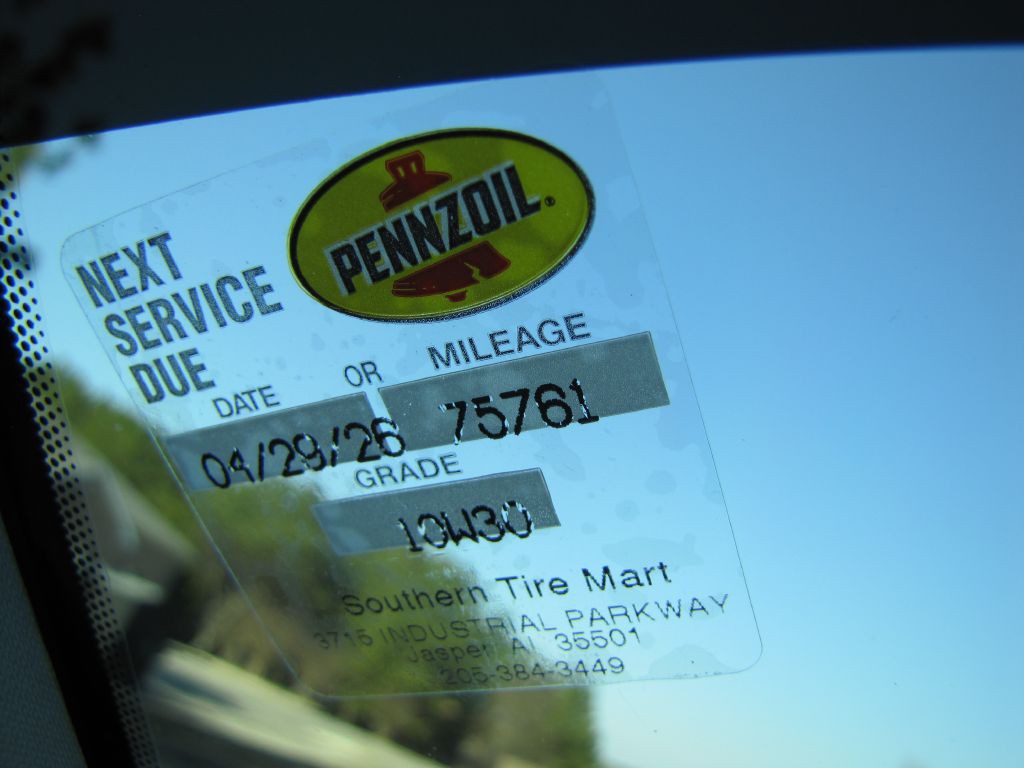 PENNZOIL®
NEXT
SERVICE
DUE
DATE OR MILEAGE
04/29/26 75761
GRADE
10W30
Southern Tire Mart
3715 INDUSTRIAL PARKWAY
Jasper, AL 35501
205-384-3449